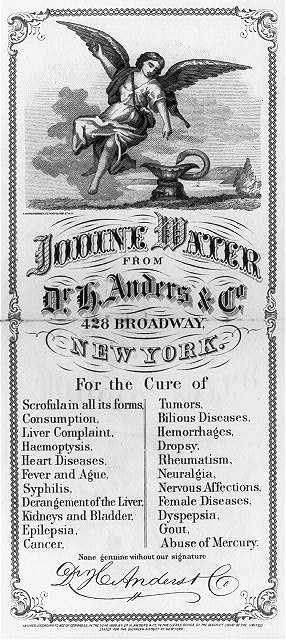 IODINE WATER
FROM
Dr. H. Anders & Co.
428 BROADWAY,
NEW YORK.
For the Cure of
Scrofula in all its forms,
Consumption,
Liver Complaint,
Haemoptysis,
Heart Diseases,
Fever and Ague,
Syphilis,
Derangement of the Liver,
Kidneys and Bladder,
Epilepsia,
Cancer,
Tumors,
Bilious Diseases,
Hemorrhages,
Dropsy,
Rheumatism,
Neuralgia,
Nervous Affections,
Female Diseases,
Dyspepsia,
Gout,
Abuse of Mercury.
None genuine without our signature
Dr. H. Anders & Co